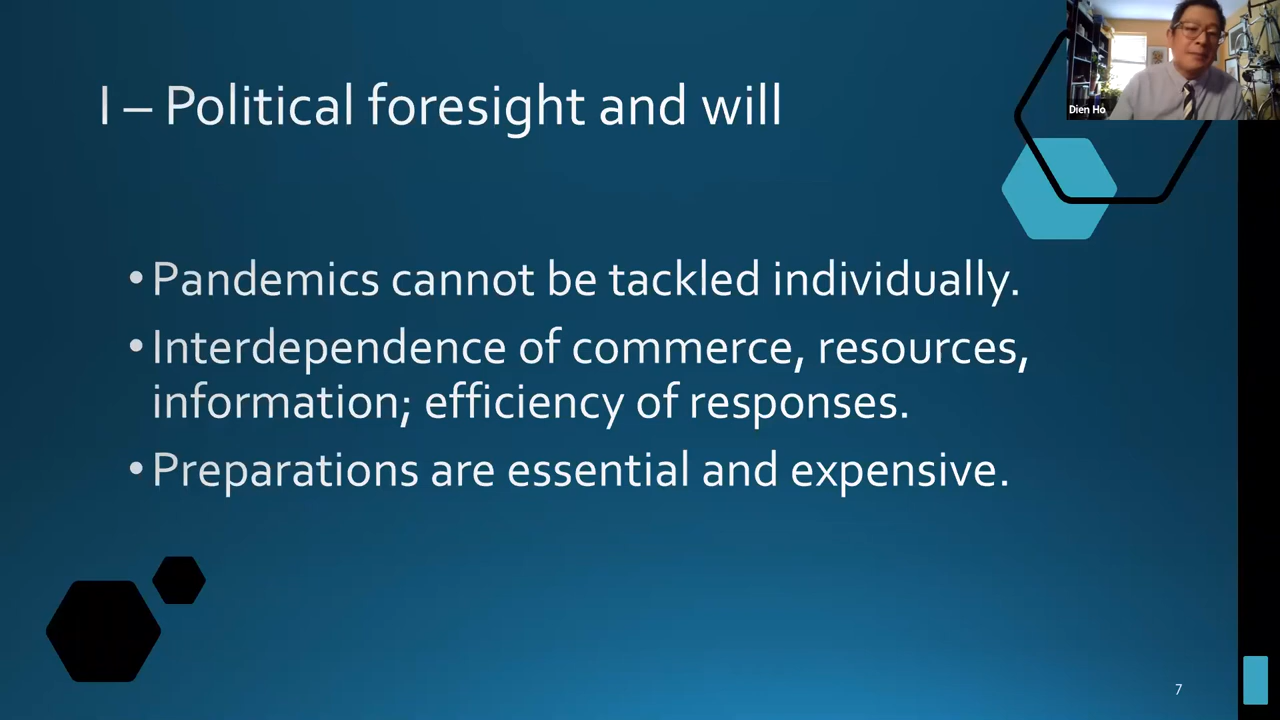 I – Political foresight and will
Dien Ho
• Pandemics cannot be tackled individually.
• Interdependence of commerce, resources,
information; efficiency of responses.
• Preparations are essential and expensive.
7